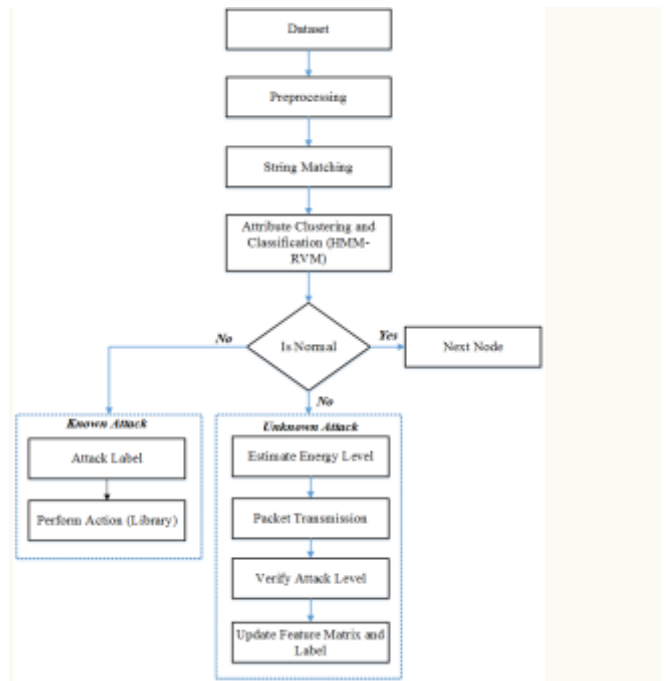 Dataset
Preprocessing
String Matching
Attribute Clustering and
Classification (HMM-
RVM)
Is Normal
No
Yes
Next Node
No
Known Attack
Attack Label
Perform Action (Library)
Unknown Attack
Estimate Energy Level
Packet Transmission
Verify Attack Level
Update Feature Matrix and
Label